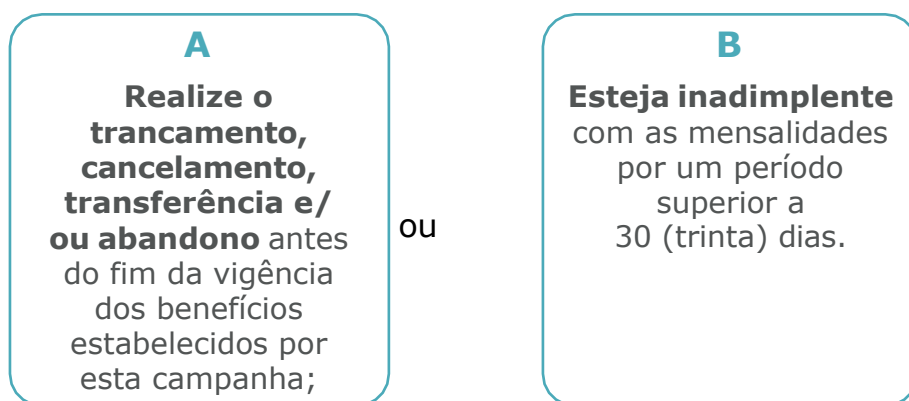 A
Realize o
trancamento,
cancelamento,
transferência e/
ou abandono antes
do fim da vigência
dos benefícios
estabelecidos por
esta campanha;
ou
B
Esteja inadimplente
com as mensalidades
por um período
superior a
30 (trinta) dias.